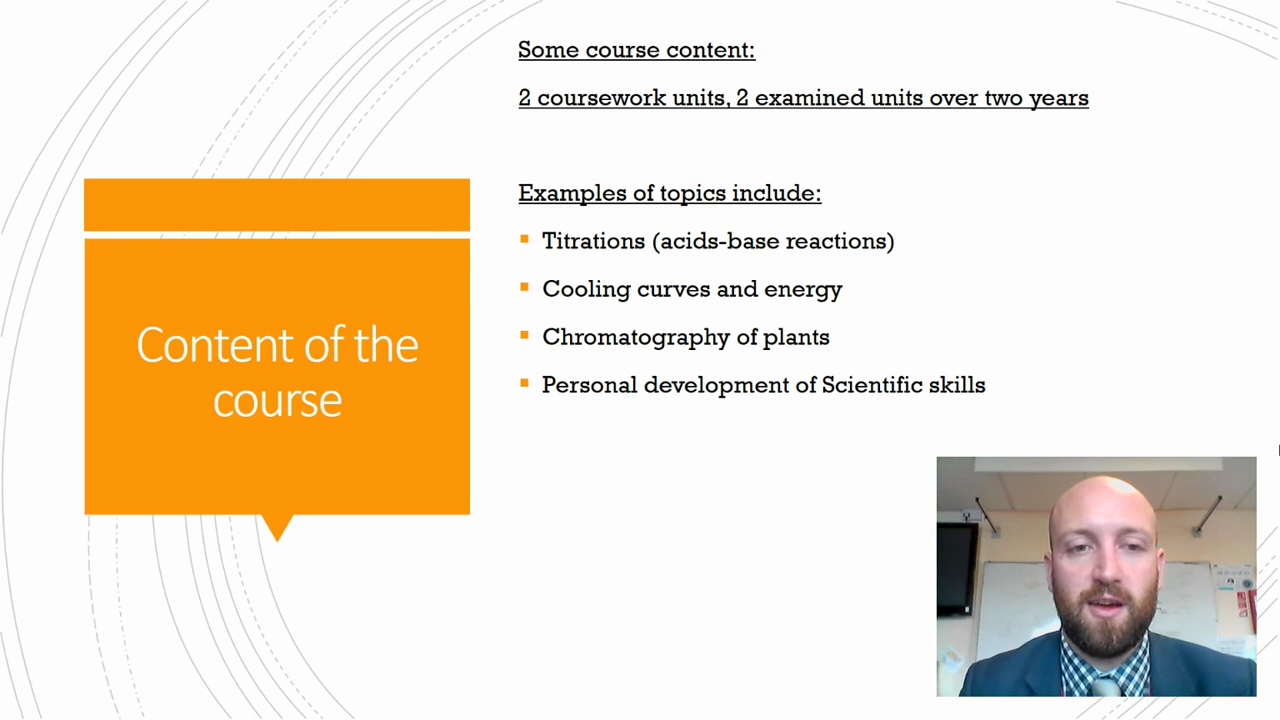 Some course content:
2 coursework units, 2 examined units over two years
Examples of topics include:
Titrations (acids-base reactions)
Cooling curves and energy
Chromatography of plants
Personal development of Scientific skills
Content of the
course